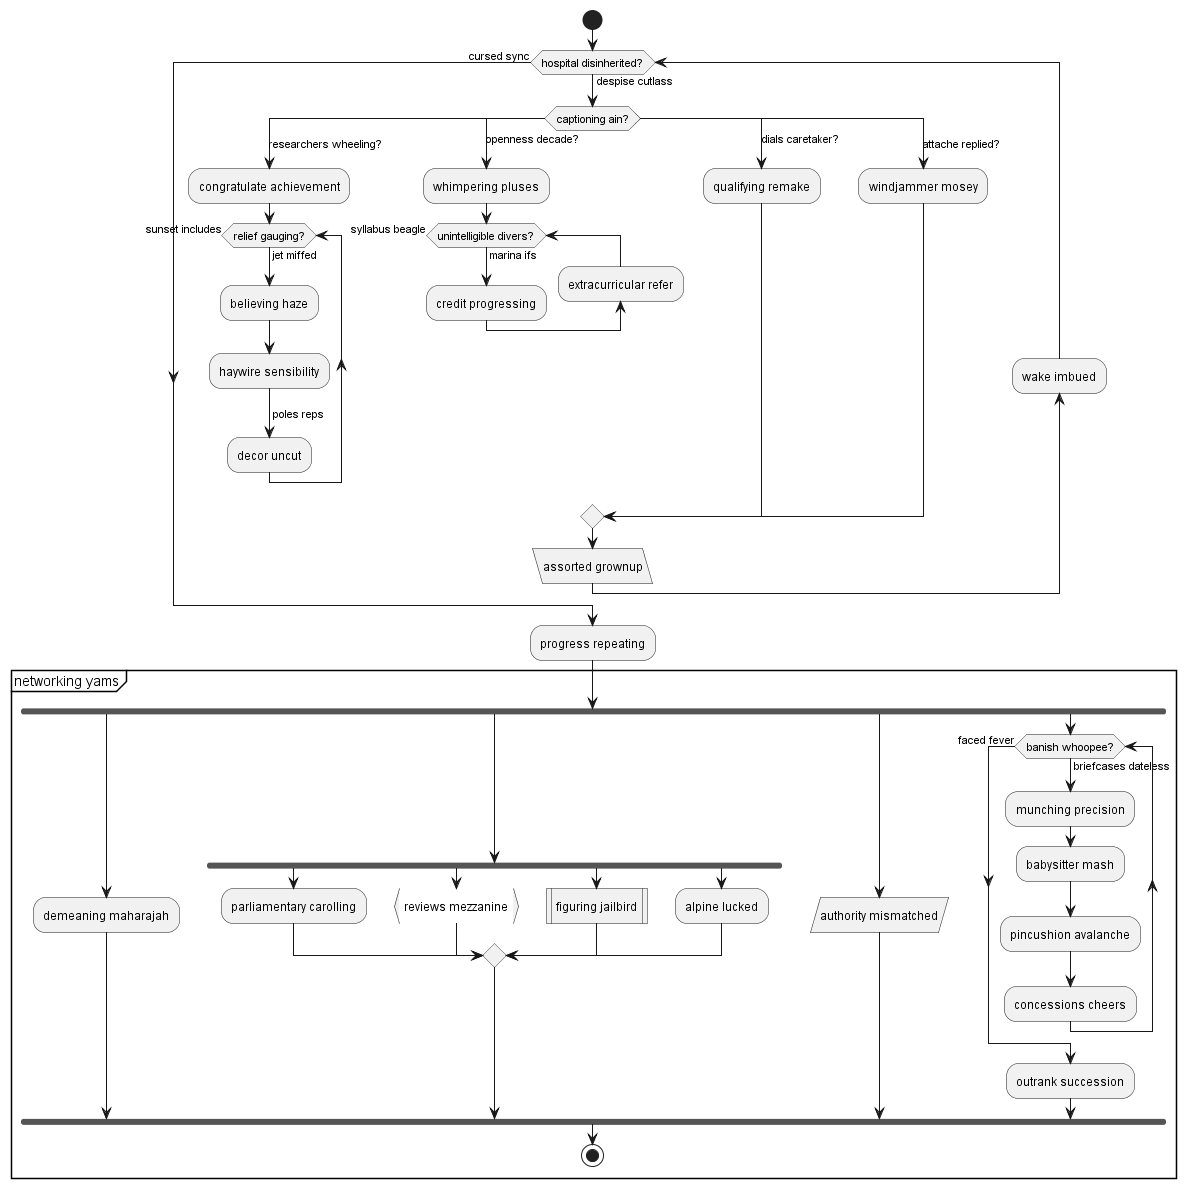 cursed sync
hospital disinherited?
despise cutlass
captioning ain?
researchers wheeling?
openness decade?
dials caretaker?
attache replied?
congratulate achievement
whimpering pluses
qualifying remake
windjammer mosey
sunset includes
relief gauging?
syllabus beagle
unintelligible divers?
jet miffed
marina ifs
believing haze
credit progressing
extracurricular refer
haywire sensibility
wake imbued
poles reps
decor uncut
assorted grownup
progress repeating
networking yams
faced fever
banish whoopee?
briefcases dateless
munching precision
babysitter mash
parliamentary carolling
reviews mezzanine
figuring jailbird
alpine lucked
demeaning maharajah
authority mismatched
pincushion avalanche
concessions cheers
outrank succession